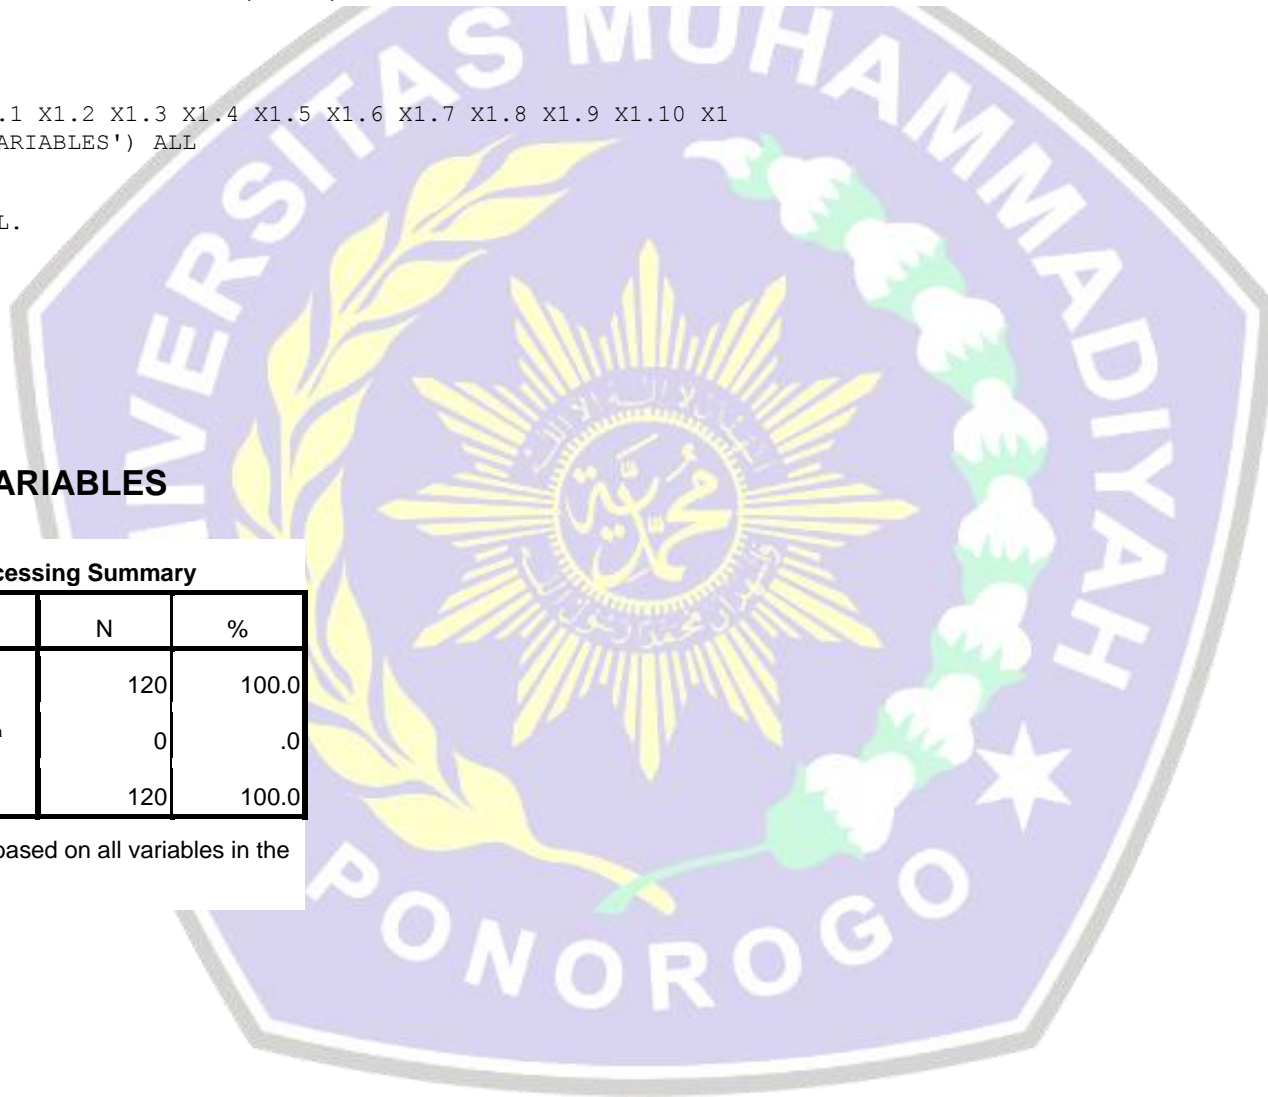 .1 X1.2 X1.3 X1.4 X1.5 X1.6 X1.7 X1.8 X1.9 X1.10 X1
ARIABLES') ALL
L.
ARIABLES
cessing Summary
N %
120 100.0
0 .0
120 100.0
based on all variables in the
VERSITAS MUHAMMADIYAH
محمدية
PONOROGO